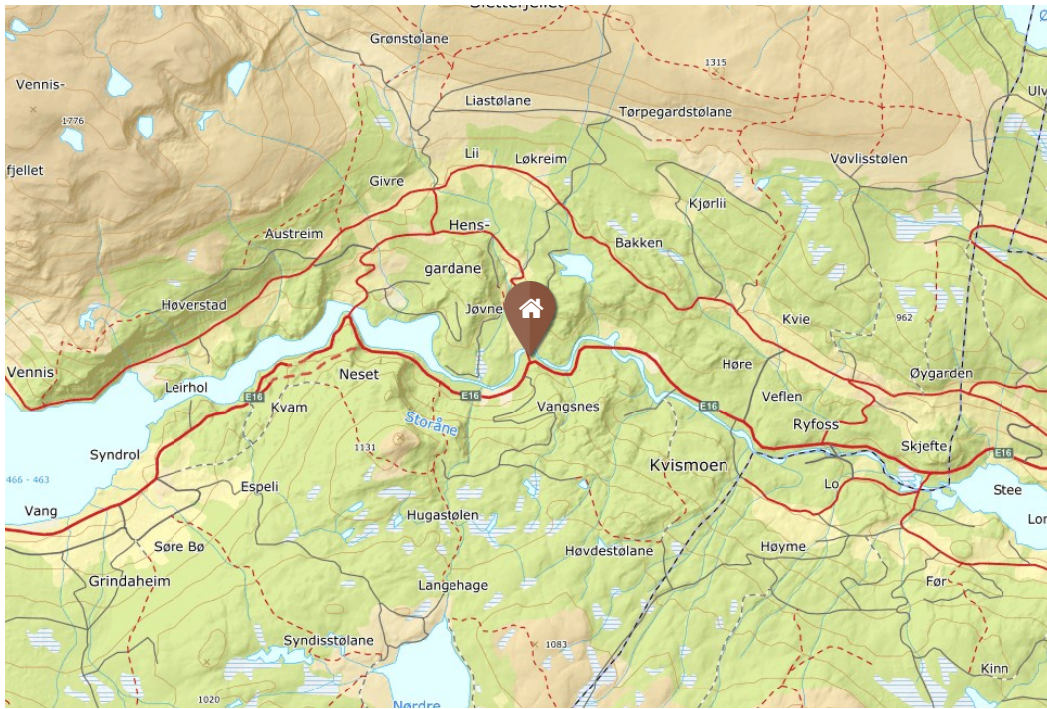 Slettefjellet
Grønstølane
1315
Vennis-
Liastølane
Tørpegardstølane
1776
Lii
Løkreim
Vøvlisstølen
fjellet
Givre
Kjørlii
Hens-
Austreim
Bakken
gardane
Høverstad
Jøvne
Kvie
962
Høre
Vennis
Neset
Øygarden
Leirhol
E16
E16
Kvam
Vangsnes
E16
Veflen
Storåne
Ryfoss
1131
Skjefte
Syndrol
E16
Kvismoen
466 - 463
Espeli
Lo
Stee
Vang
Hugastølen
Søre Bø
Høvdestølane
Høyme
Grindaheim
Langehage
Før
Syndisstølane
1083
Kinn
1020
Nordre